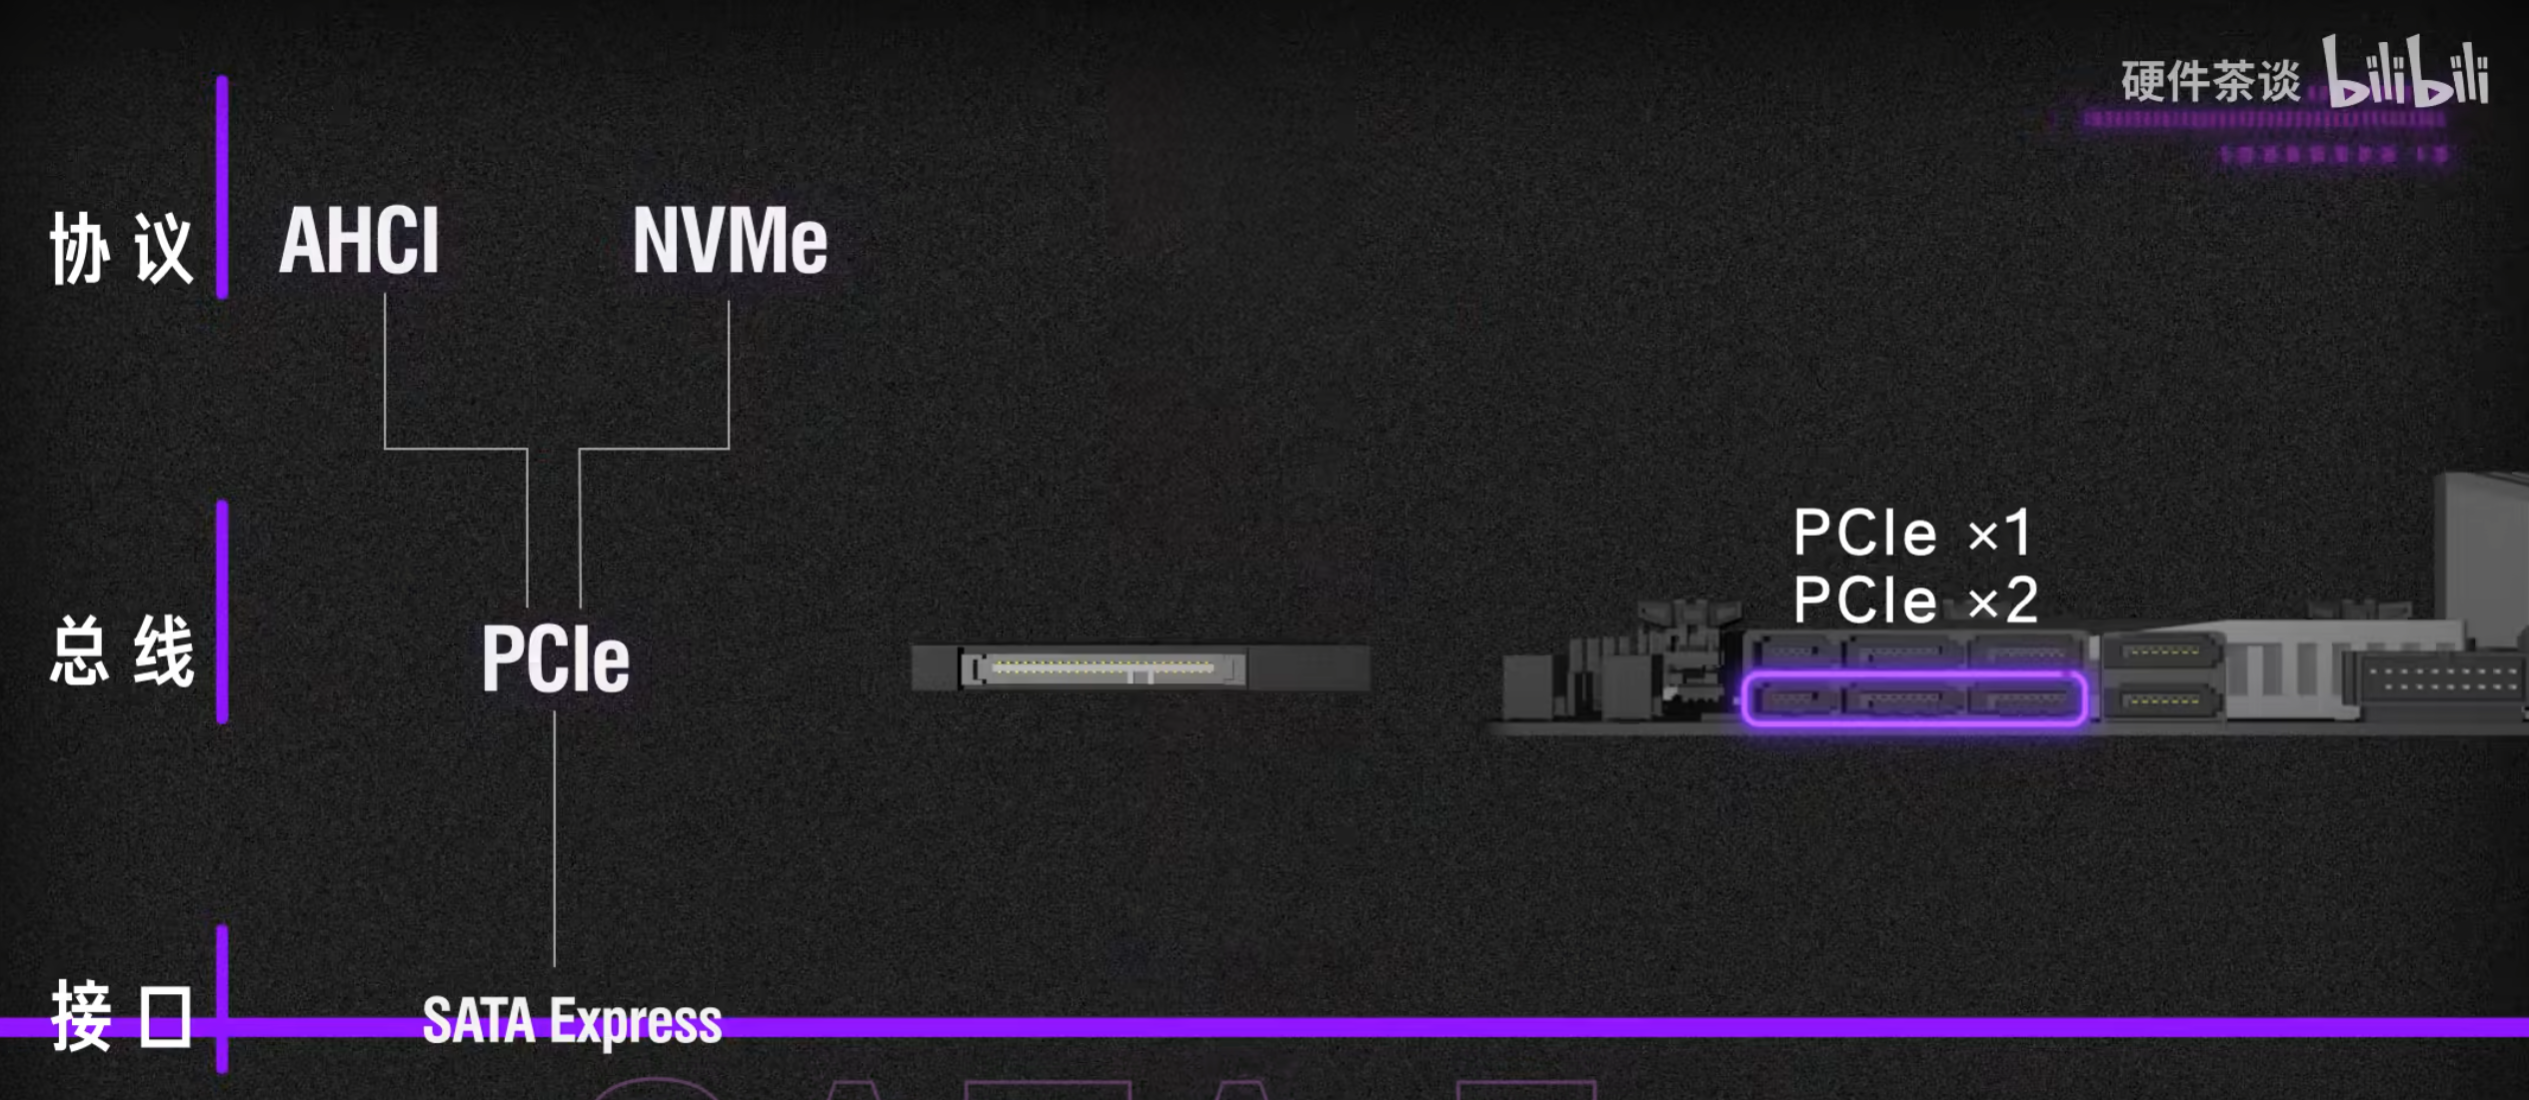 硬件茶谈 bilibili
协议
AHCI
NVMe
PCIe ×1
PCIe ×2
总线
PCIe
接口
SATA Express